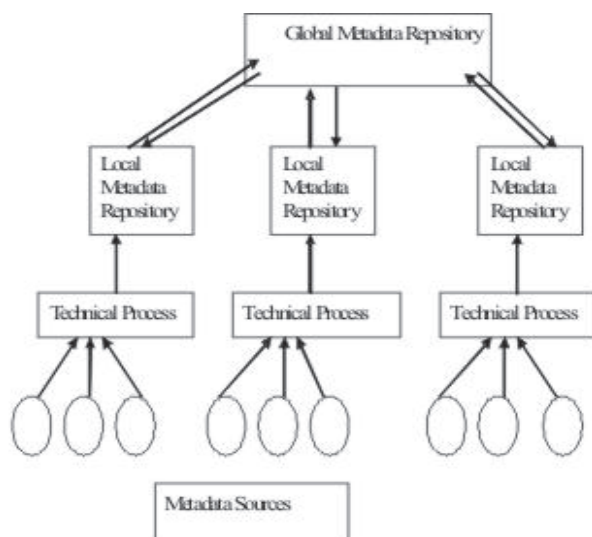 Global Metadata Repository
Local
Metadata
Repository
Local
Metadata
Repository
Local
Metadata
Repository
Technical Process
Technical Process
Technical Process
Metadata Sources